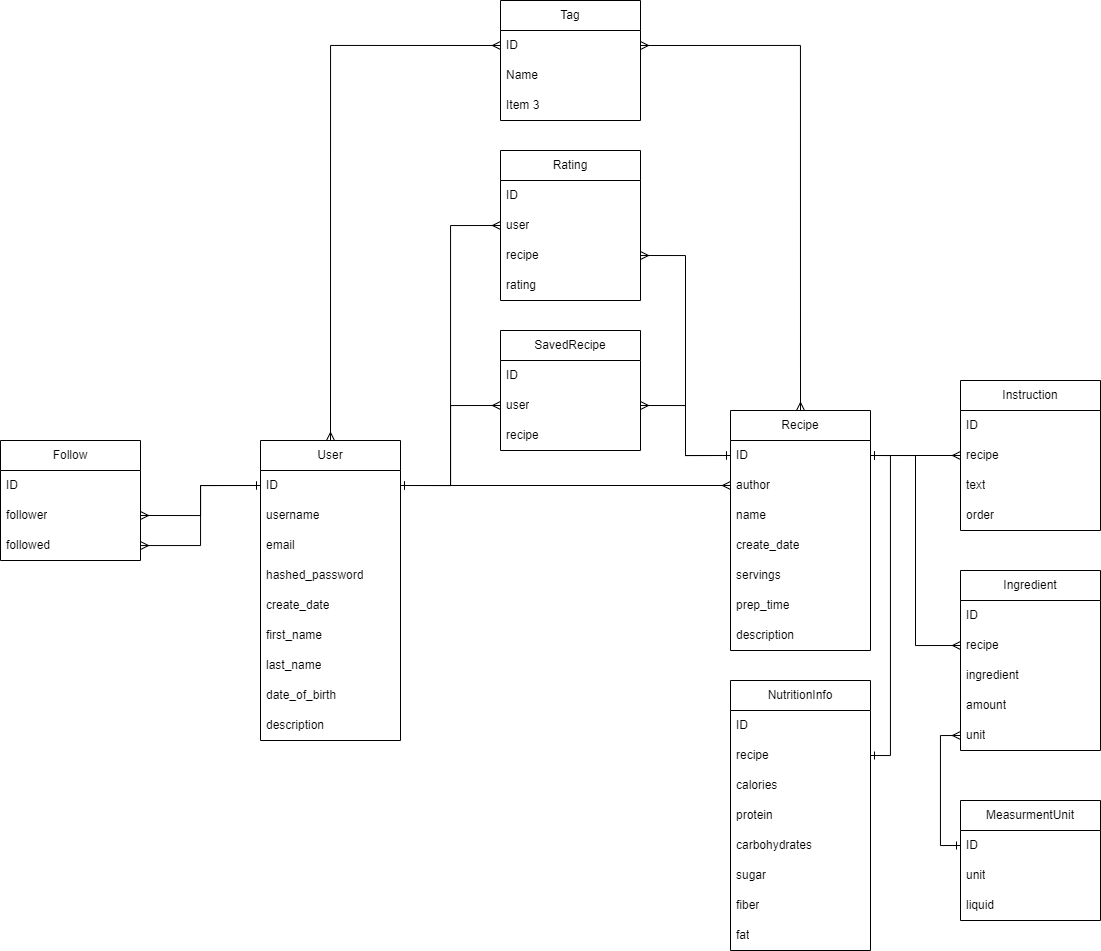 Tag
ID
Name
Item 3
Rating
ID
user
recipe
rating
SavedRecipe
ID
user
recipe
Follow
ID
follower
followed
User
ID
username
email
hashed_password
create_date
first_name
last_name
date_of_birth
description
Recipe
ID
author
name
create_date
servings
prep_time
description
Instruction
ID
recipe
text
order
Ingredient
ID
recipe
ingredient
amount
unit
NutritionInfo
ID
recipe
calories
protein
carbohydrates
sugar
fiber
fat
MeasurmentUnit
ID
unit
liquid